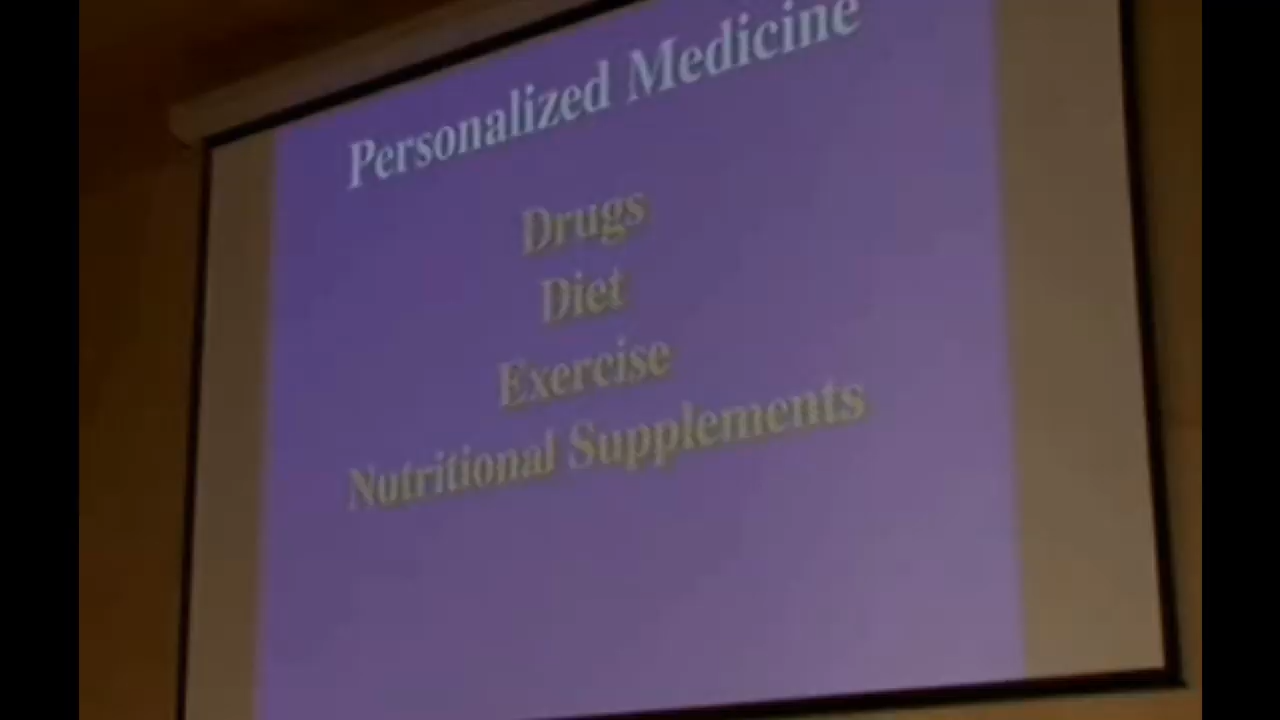 Personalized Medicine
Drugs
Diet
Exercise
Nutritional Supplements